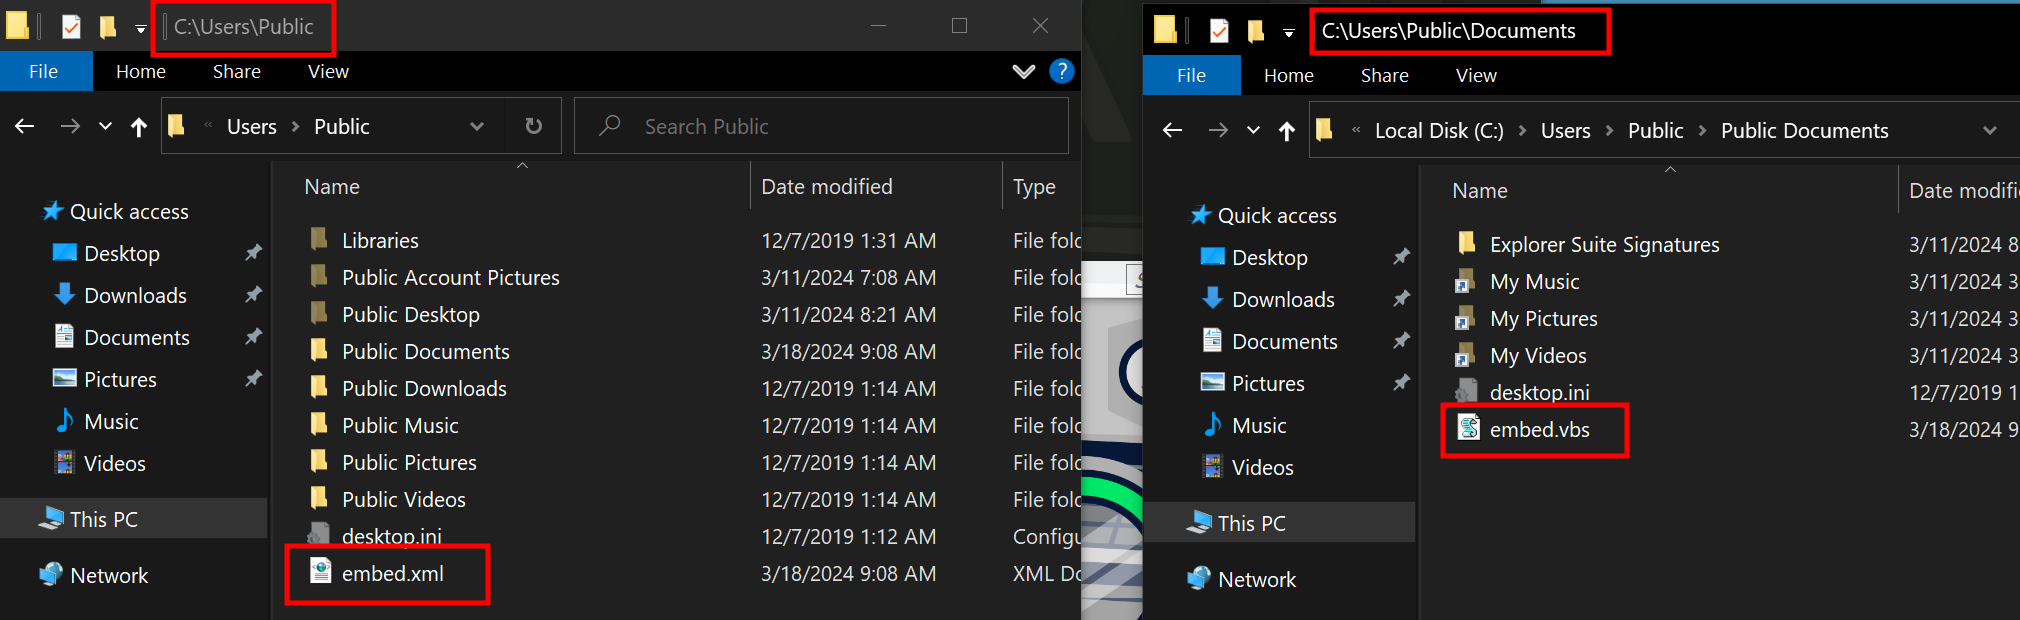 C:\Users\Public
File Home Share View
Users Public
Search Public
Name Date modified Type
Quick access
Desktop
Downloads
Documents
Pictures
Music
Videos
This PC
Network
Libraries 12/7/2019 1:31 AM File fold
Public Account Pictures 3/11/2024 7:08 AM File fold
Public Desktop 3/11/2024 8:21 AM File fold
Public Documents 3/18/2024 9:08 AM File fold
Public Downloads 12/7/2019 1:14 AM File fold
Public Music 12/7/2019 1:14 AM File fold
Public Pictures 12/7/2019 1:14 AM File fold
Public Videos 12/7/2019 1:14 AM File fold
desktop.ini 12/7/2019 1:12 AM Configu
embed.xml 3/18/2024 9:08 AM XML Do
C:\Users\Public\Documents
File Home Share View
Local Disk (C:) Users Public Public Documents
Name Date modifi
Quick access
Desktop
Downloads
Documents
Pictures
Music
Videos
This PC
Network
Explorer Suite Signatures 3/11/2024 8
My Music 3/11/2024 3
My Pictures 3/11/2024 3
My Videos 3/11/2024 3
desktop.ini 12/7/2019 1
embed.vbs 3/18/2024 9